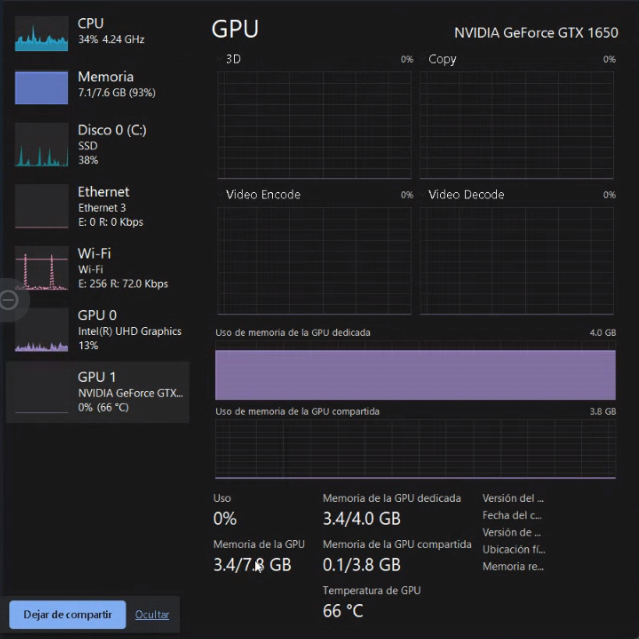 CPU
34% 4.24 GHz
Memoria
7.1/7.6 GB (93%)
Disco 0 (C:)
SSD
38%
Ethernet
Ethernet 3
E: 0 R: 0 Kbps
Wi-Fi
Wi-Fi
E: 256 R: 72.0 Kbps
GPU 0
Intel(R) UHD Graphics
13%
GPU 1
NVIDIA GeForce GTX...
0% (66 °C)
Dejar de compartir Ocultar
GPU NVIDIA GeForce GTX 1650
3D 0% Copy 0%
Video Encode 0% Video Decode 0%
Uso de memoria de la GPU dedicada 4.0 GB
Uso de memoria de la GPU compartida 3.8 GB
Uso Memoria de la GPU dedicada Versión del ...
0% 3.4/4.0 GB Fecha del c...
Memoria de la GPU Memoria de la GPU compartida Versión de ...
3.4/7.8 GB 0.1/3.8 GB Ubicación fí...
Memoria re...
Temperatura de GPU
66 °C